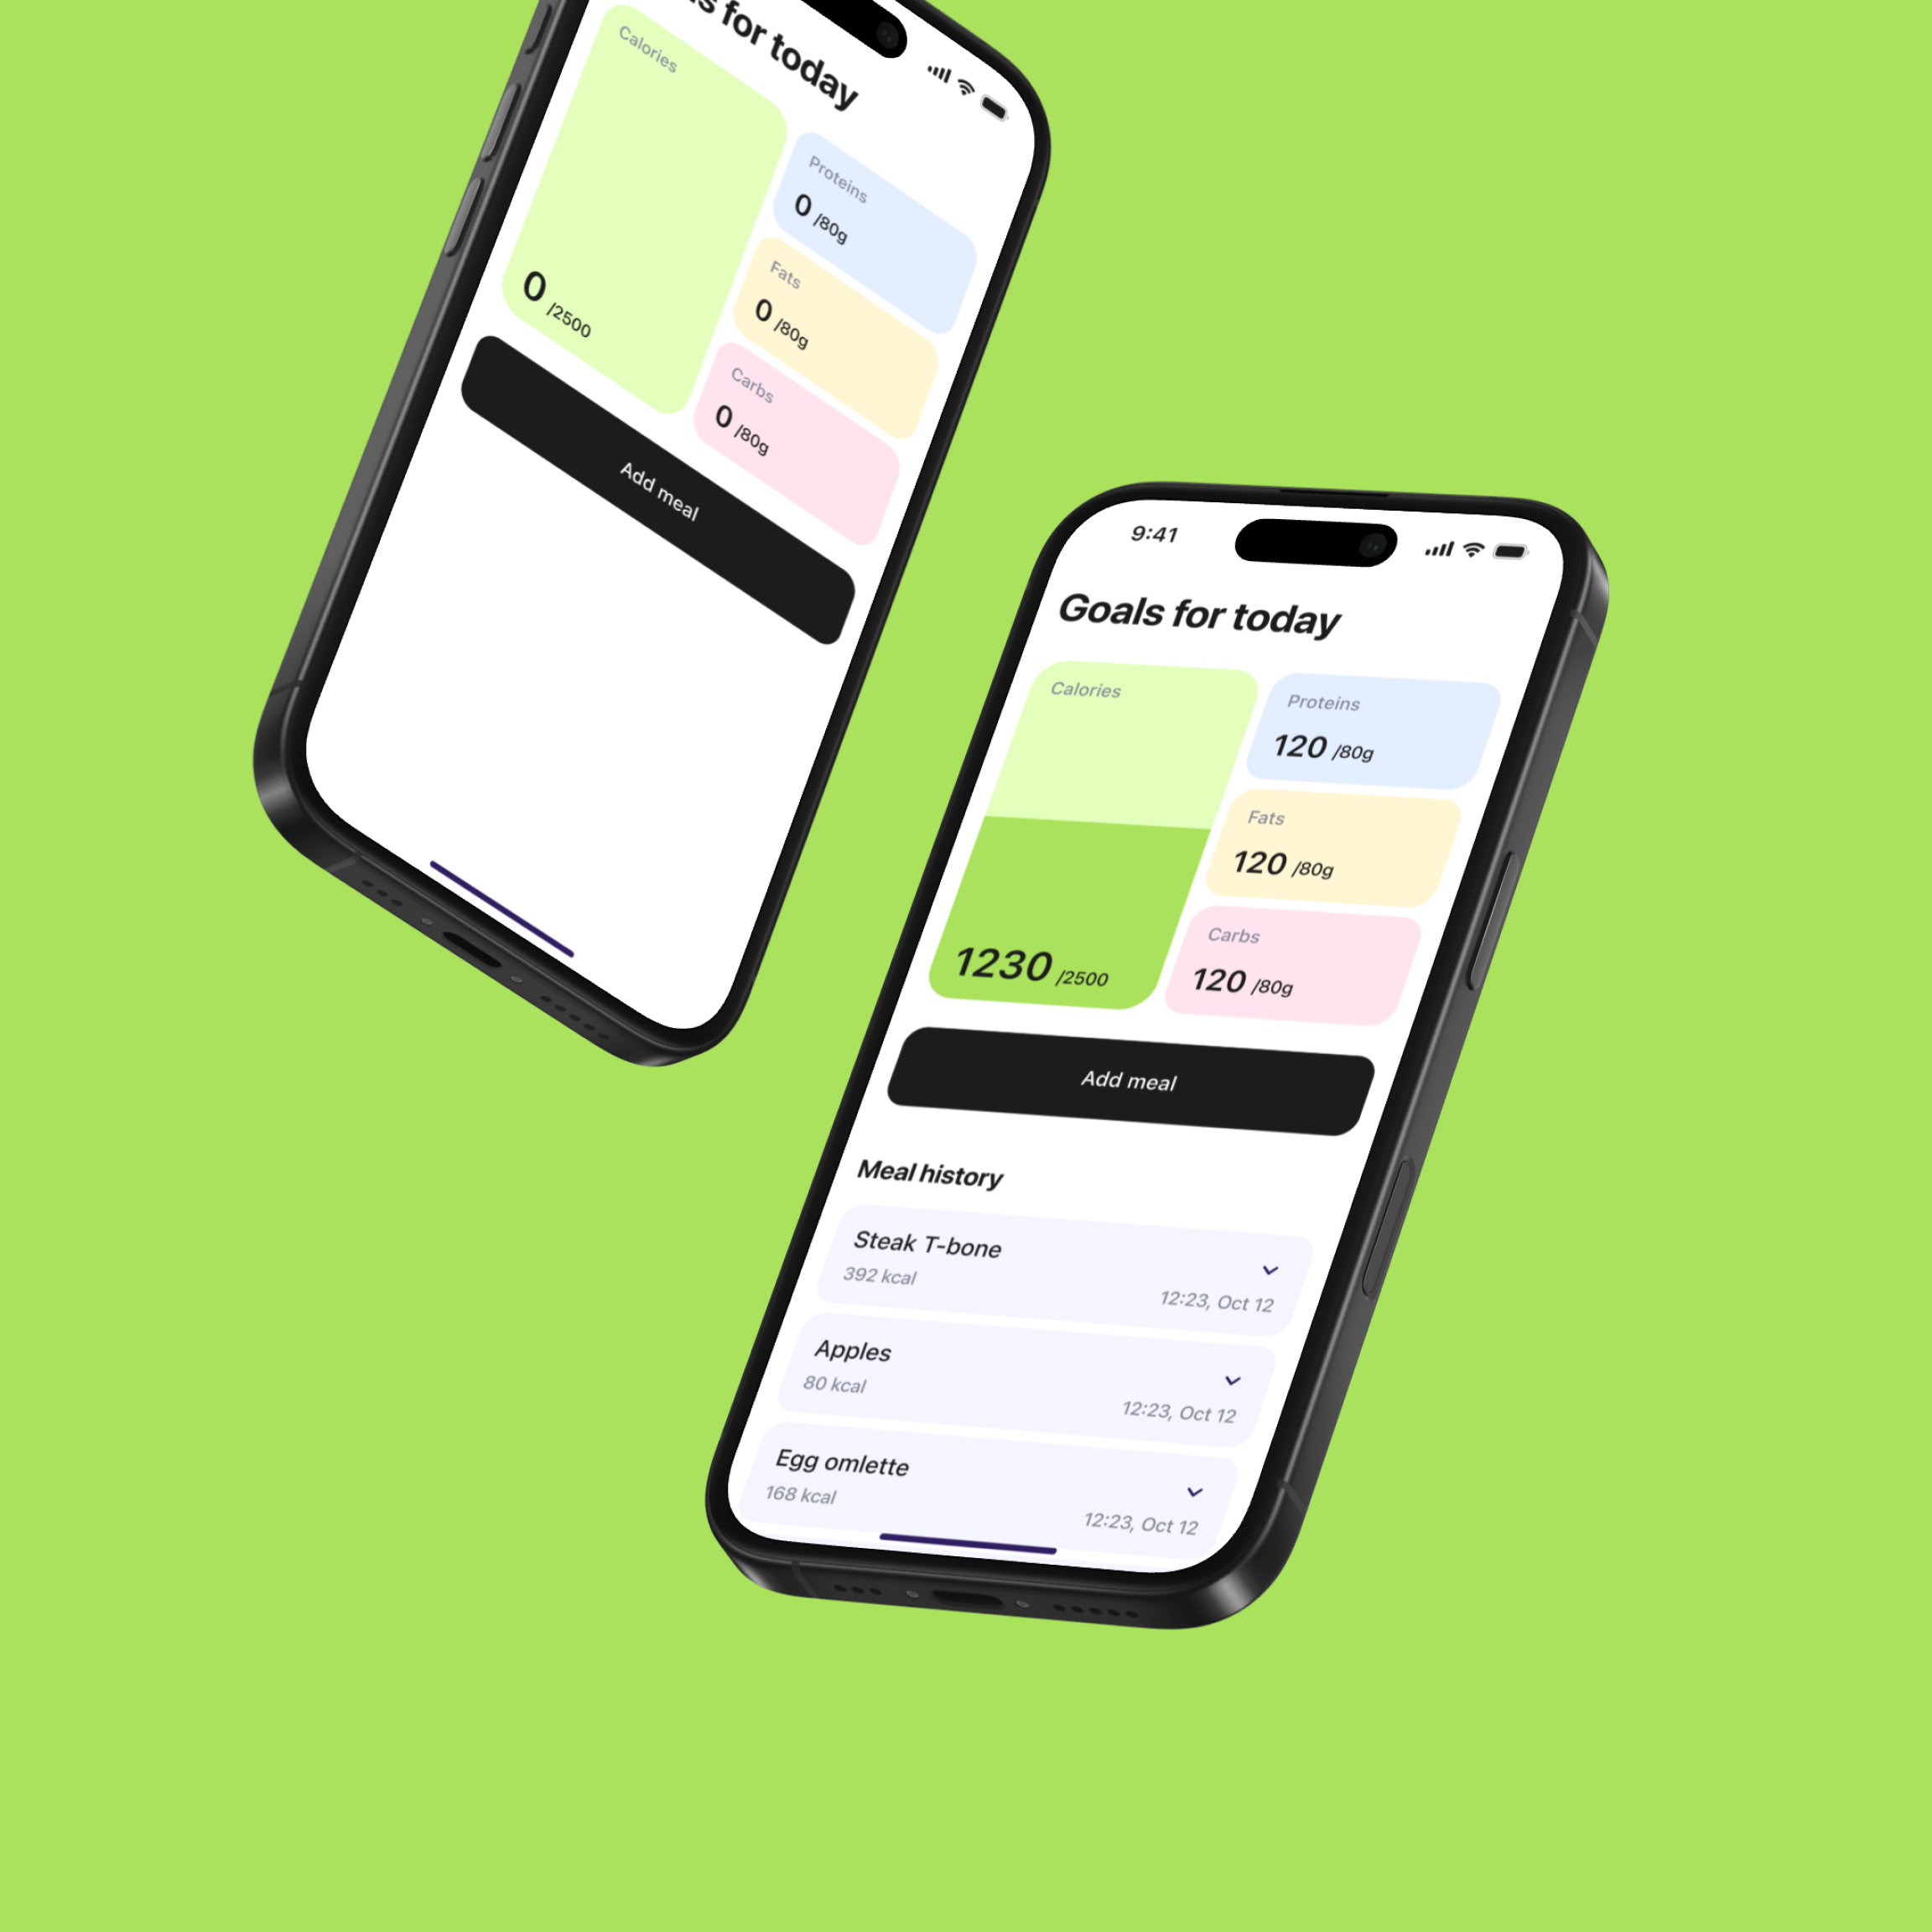 for today
Calories
0 /2500
Proteins
0 /80g
Fats
0 /80g
Carbs
0 /80g
Add meal
9:41
Goals for today
Calories
1230 /2500
Proteins
120 /80g
Fats
120 /80g
Carbs
120 /80g
Add meal
Meal history
Steak T-bone
392 kcal
12:23, Oct 12
Apples
80 kcal
12:23, Oct 12
Egg omlette
168 kcal
12:23, Oct 12